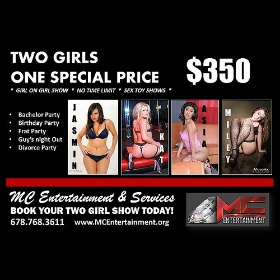 TWO GIRLS
ONE SPECIAL PRICE
$350
* GIRL ON GIRL SHOW * NO TIME LIMIT * SEX TOY SHOWS *
• Bachelor Party
• Birthday Party
• Frat Party
• Guy's night Out
• Divorce Party
JASMIN
KAT
ASIA
MILEY
MC Entertainment & Services
BOOK YOUR TWO GIRL SHOW TODAY!
678.768.3611 www.MCEntertainment.org
MC
ENTERTAINMENT